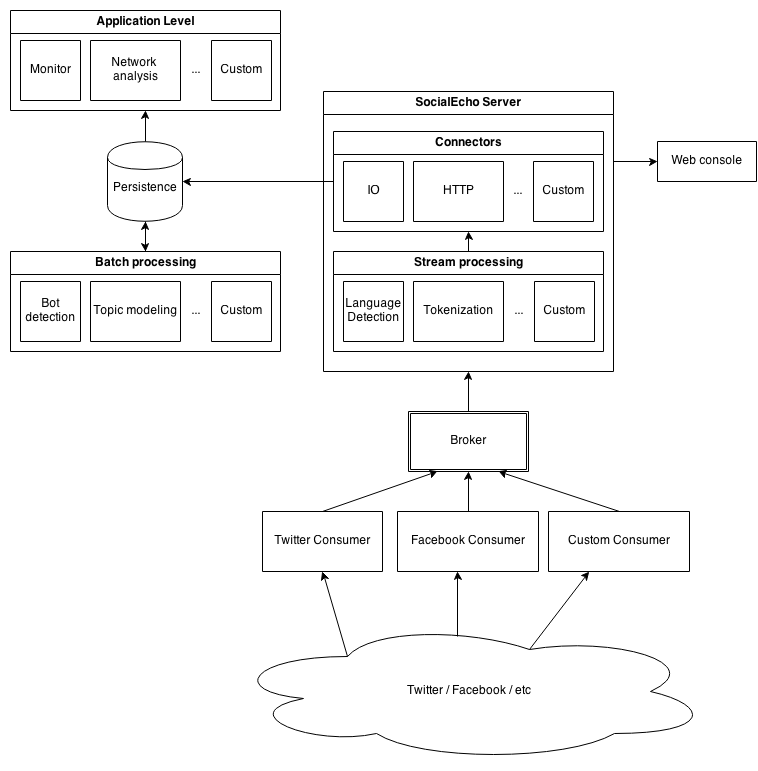 Application Level
Monitor
Network
analysis
...
Custom
SocialEcho Server
Connectors
IO
HTTP
...
Custom
Web console
Persistence
Batch processing
Bot
detection
Topic modeling
...
Custom
Stream processing
Language
Detection
Tokenization
...
Custom
Broker
Twitter Consumer
Facebook Consumer
Custom Consumer
Twitter / Facebook / etc